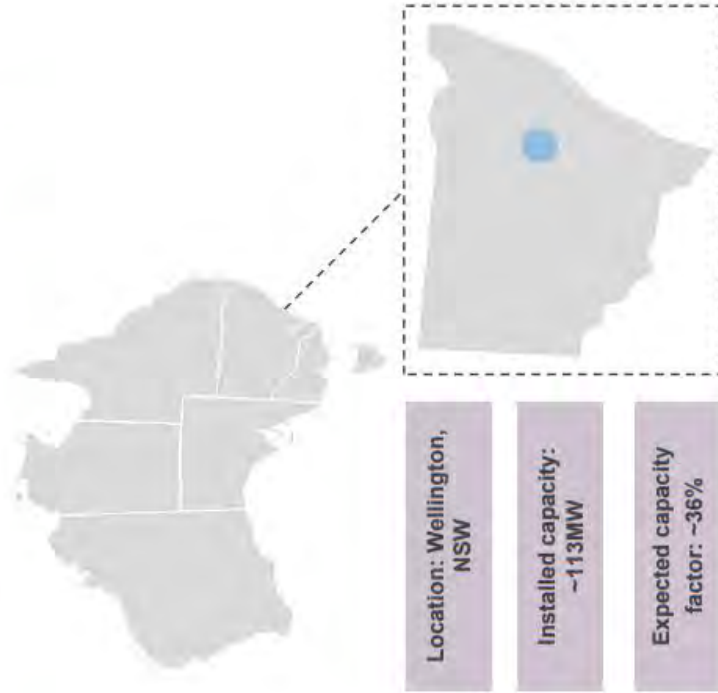 Location: Wellington,
NSW
Installed capacity:
~113MW
Expected capacity
factor: ~36%